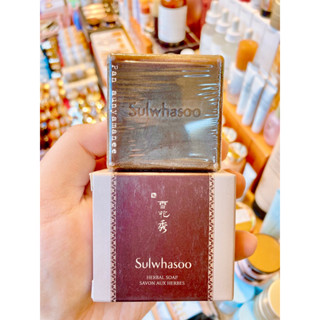 Sulwhasoo
雪花秀
Sulwhasoo
HERBAL SOAP
SAVON AUX HERBES